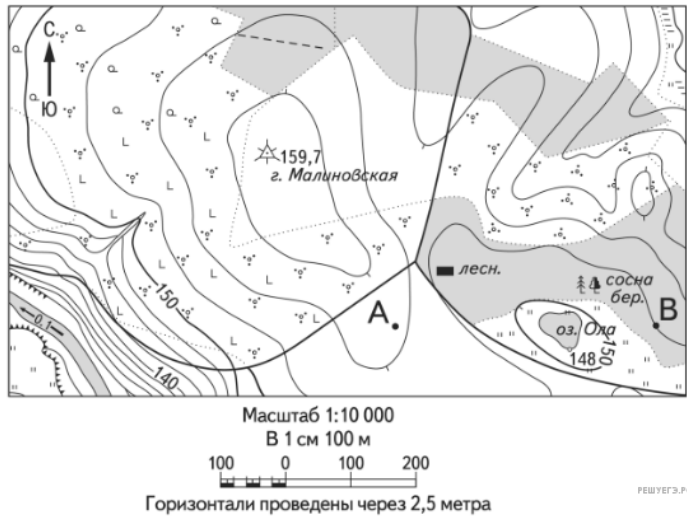 С.
Ю
159,7
г. Малиновская
лесн.
сосна
бер.
А
В
оз. Ола
148
150
150
140
0.1
Масштаб 1:10 000
В 1 см 100 м
100 0 100 200
Горизонтали проведены через 2,5 метра
РЕШУЕГЭ.РФ